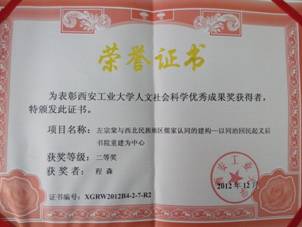 荣誉证书
为表彰西安工业大学人文社会科学优秀成果奖获得者，
特颁发此证书。
项目名称：左宗棠与西北民族地区儒家认同的建构—以同治回民起义后
书院重建为中心
获奖等级：二等奖
获奖者：程森
证书编号：XGRW2012B4-2-7-R2
2012年12月